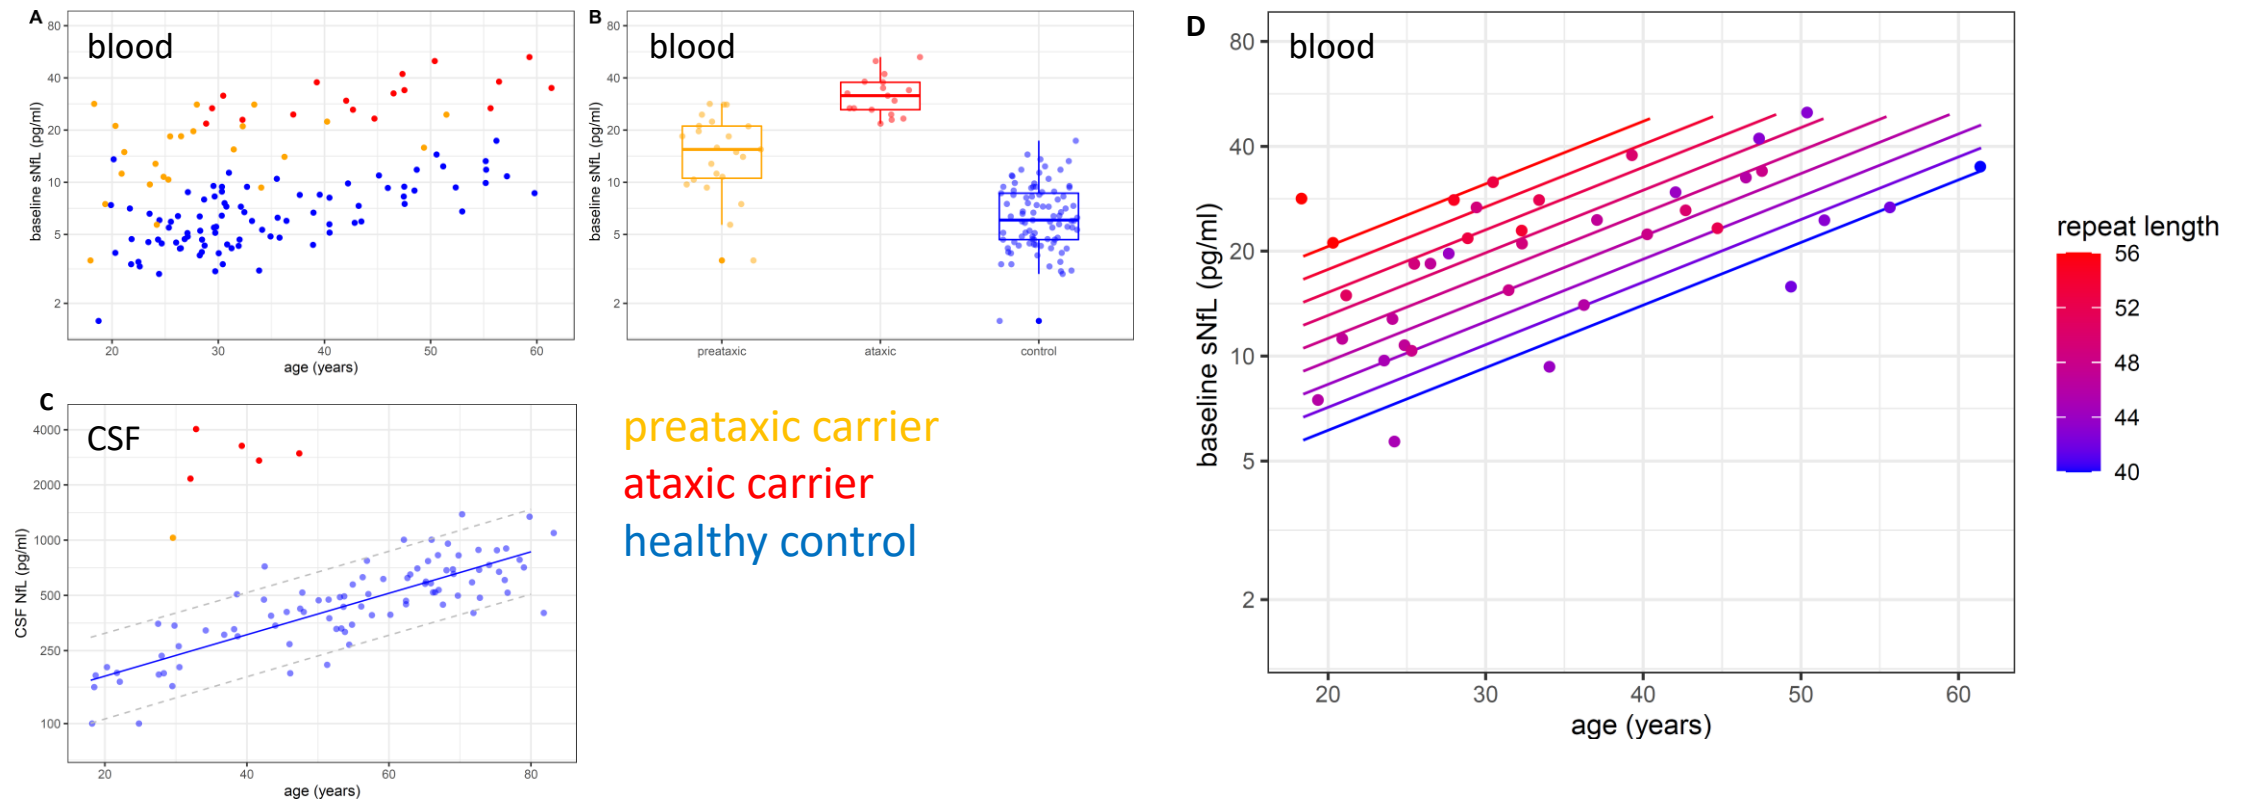 A
blood
80
40
20
10
5
2
baseline sNfL (pg/ml)
20 30 40 50 60
age (years)
B
blood
80
40
20
10
5
2
baseline sNfL (pg/ml)
preataxic ataxic control
C
CSF
4000
2000
1000
500
250
100
CSF NfL (pg/ml)
20 40 60 80
age (years)
preataxic carrier
ataxic carrier
healthy control
D
blood
80
40
20
10
5
2
baseline sNfL (pg/ml)
20 30 40 50 60
age (years)
repeat length
56
52
48
44
40